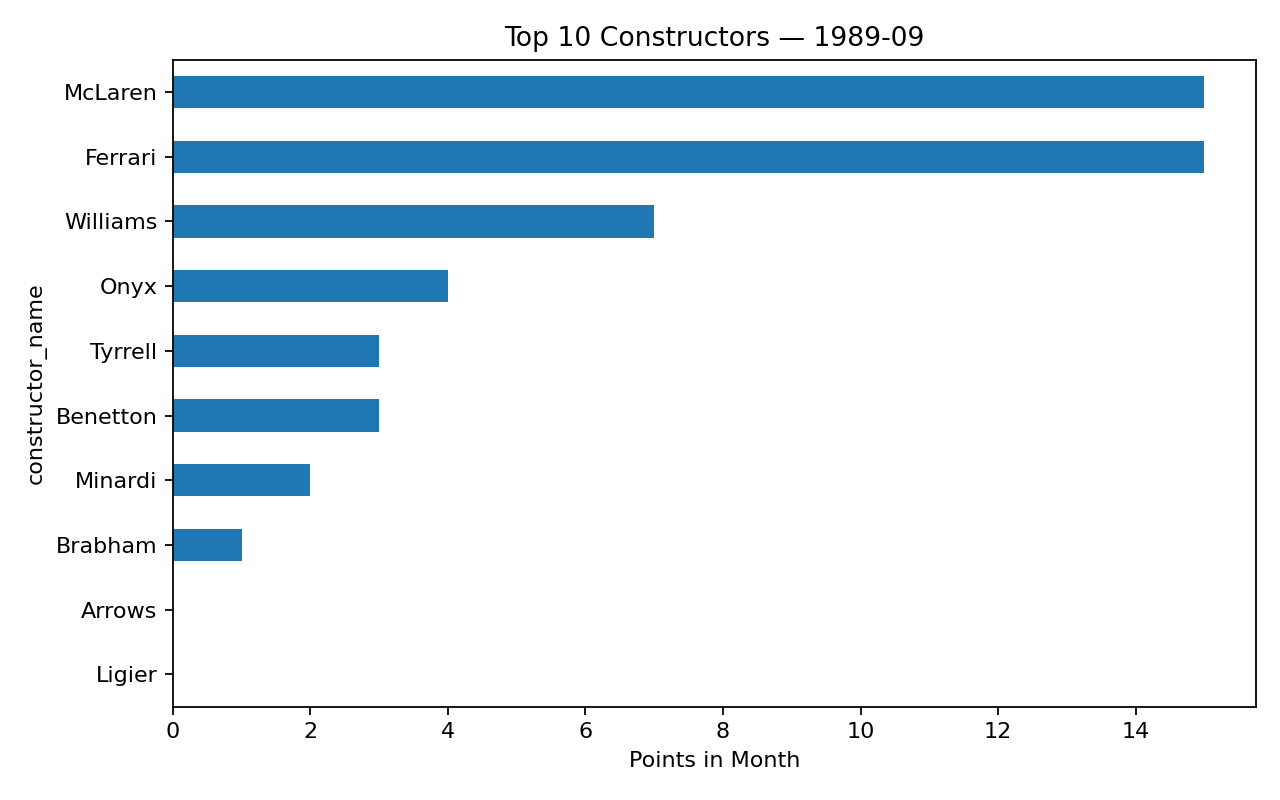 Top 10 Constructors — 1989-09
constructor_name
McLaren
Ferrari
Williams
Onyx
Tyrrell
Benetton
Minardi
Brabham
Arrows
Ligier
0 2 4 6 8 10 12 14
Points in Month